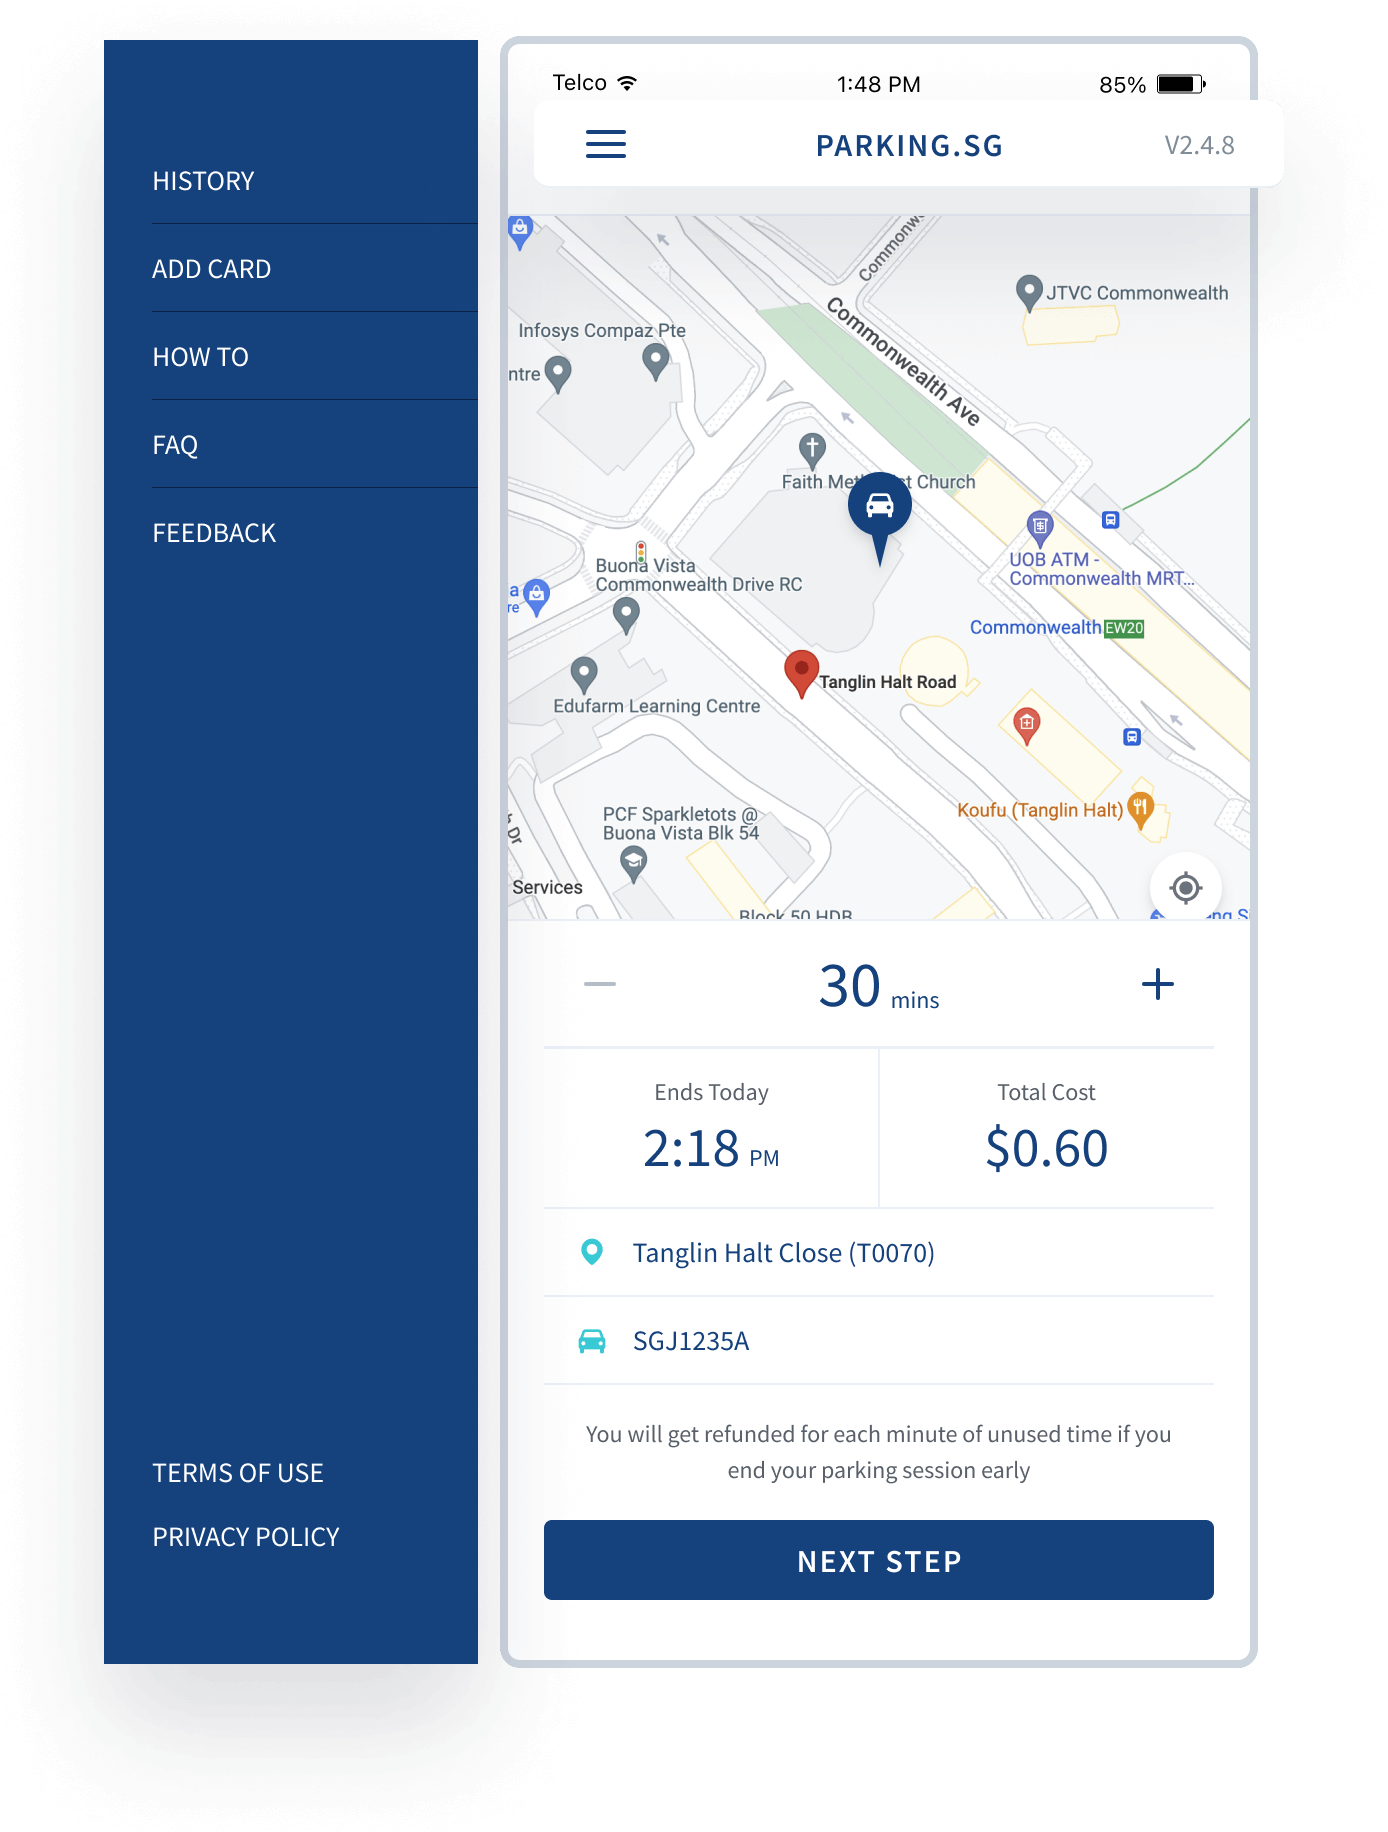 HISTORY
ADD CARD
HOW TO
FAQ
FEEDBACK
TERMS OF USE
PRIVACY POLICY
Telco
1:48 PM
85%
PARKING.SG
V2.4.8
Commonwealth Ave
JTVC Commonwealth
Infosys Compaz Pte
ntre
Faith Methodist Church
UOB ATM -
Commonwealth MRT...
Buona Vista
Commonwealth Drive RC
a
re
Commonwealth EW20
Tanglin Halt Road
Edufarm Learning Centre
Koufu (Tanglin Halt)
PCF Sparkletots @
Buona Vista Blk 54
Dr
Services
Block 50 HDB
ng S
30 mins
Ends Today
2:18 PM
Total Cost
$0.60
Tanglin Halt Close (T0070)
SGJ1235A
You will get refunded for each minute of unused time if you
end your parking session early
NEXT STEP